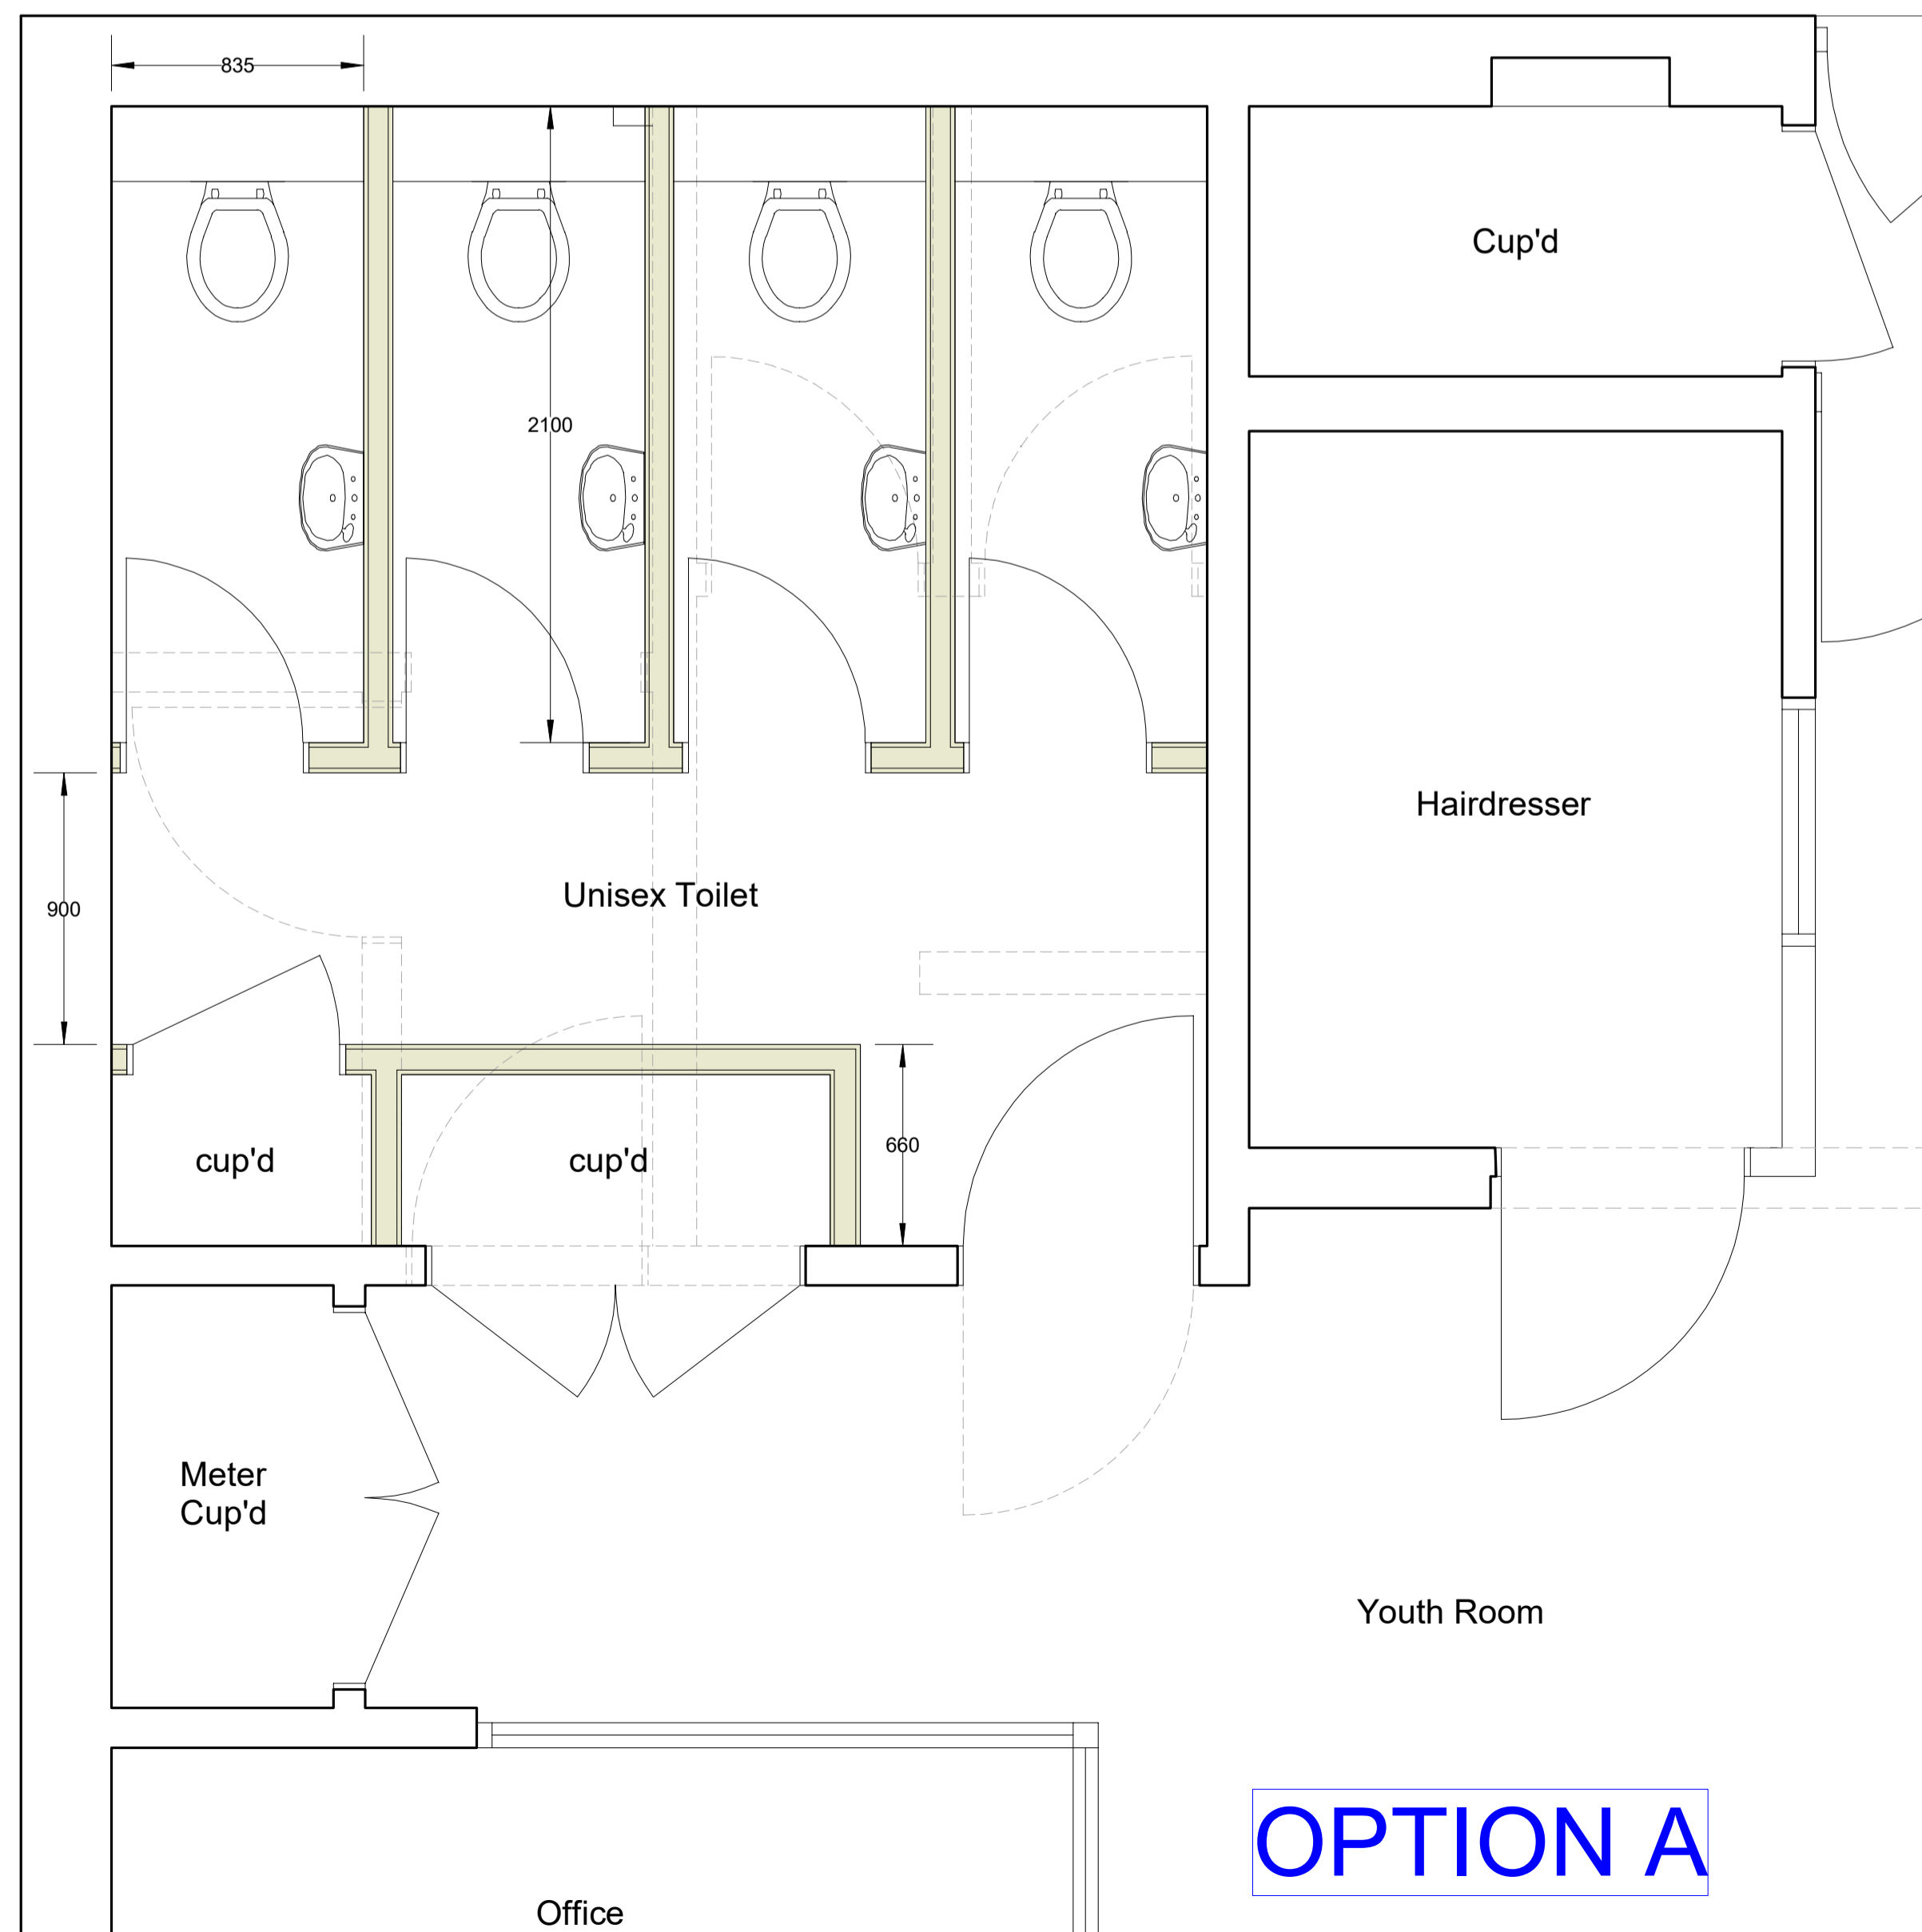 835
Cup'd
2100
Hairdresser
Unisex Toilet
900
660
cup'd
cup'd
Meter
Cup'd
Youth Room
OPTION A
Office